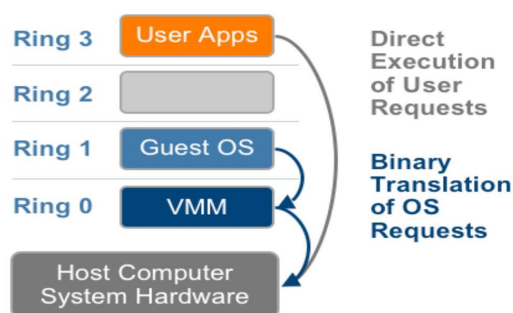 Ring 3
User Apps
Ring 2
Ring 1
Guest OS
Ring 0
VMM
Host Computer
System Hardware
Direct
Execution
of User
Requests
Binary
Translation
of OS
Requests